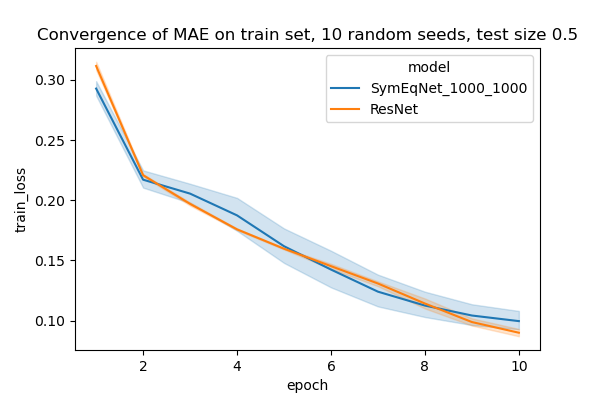 Convergence of MAE on train set, 10 random seeds, test size 0.5
model
SymEqNet_1000_1000
ResNet
0.30
0.25
0.20
0.15
0.10
train_loss
2 4 6 8 10
epoch